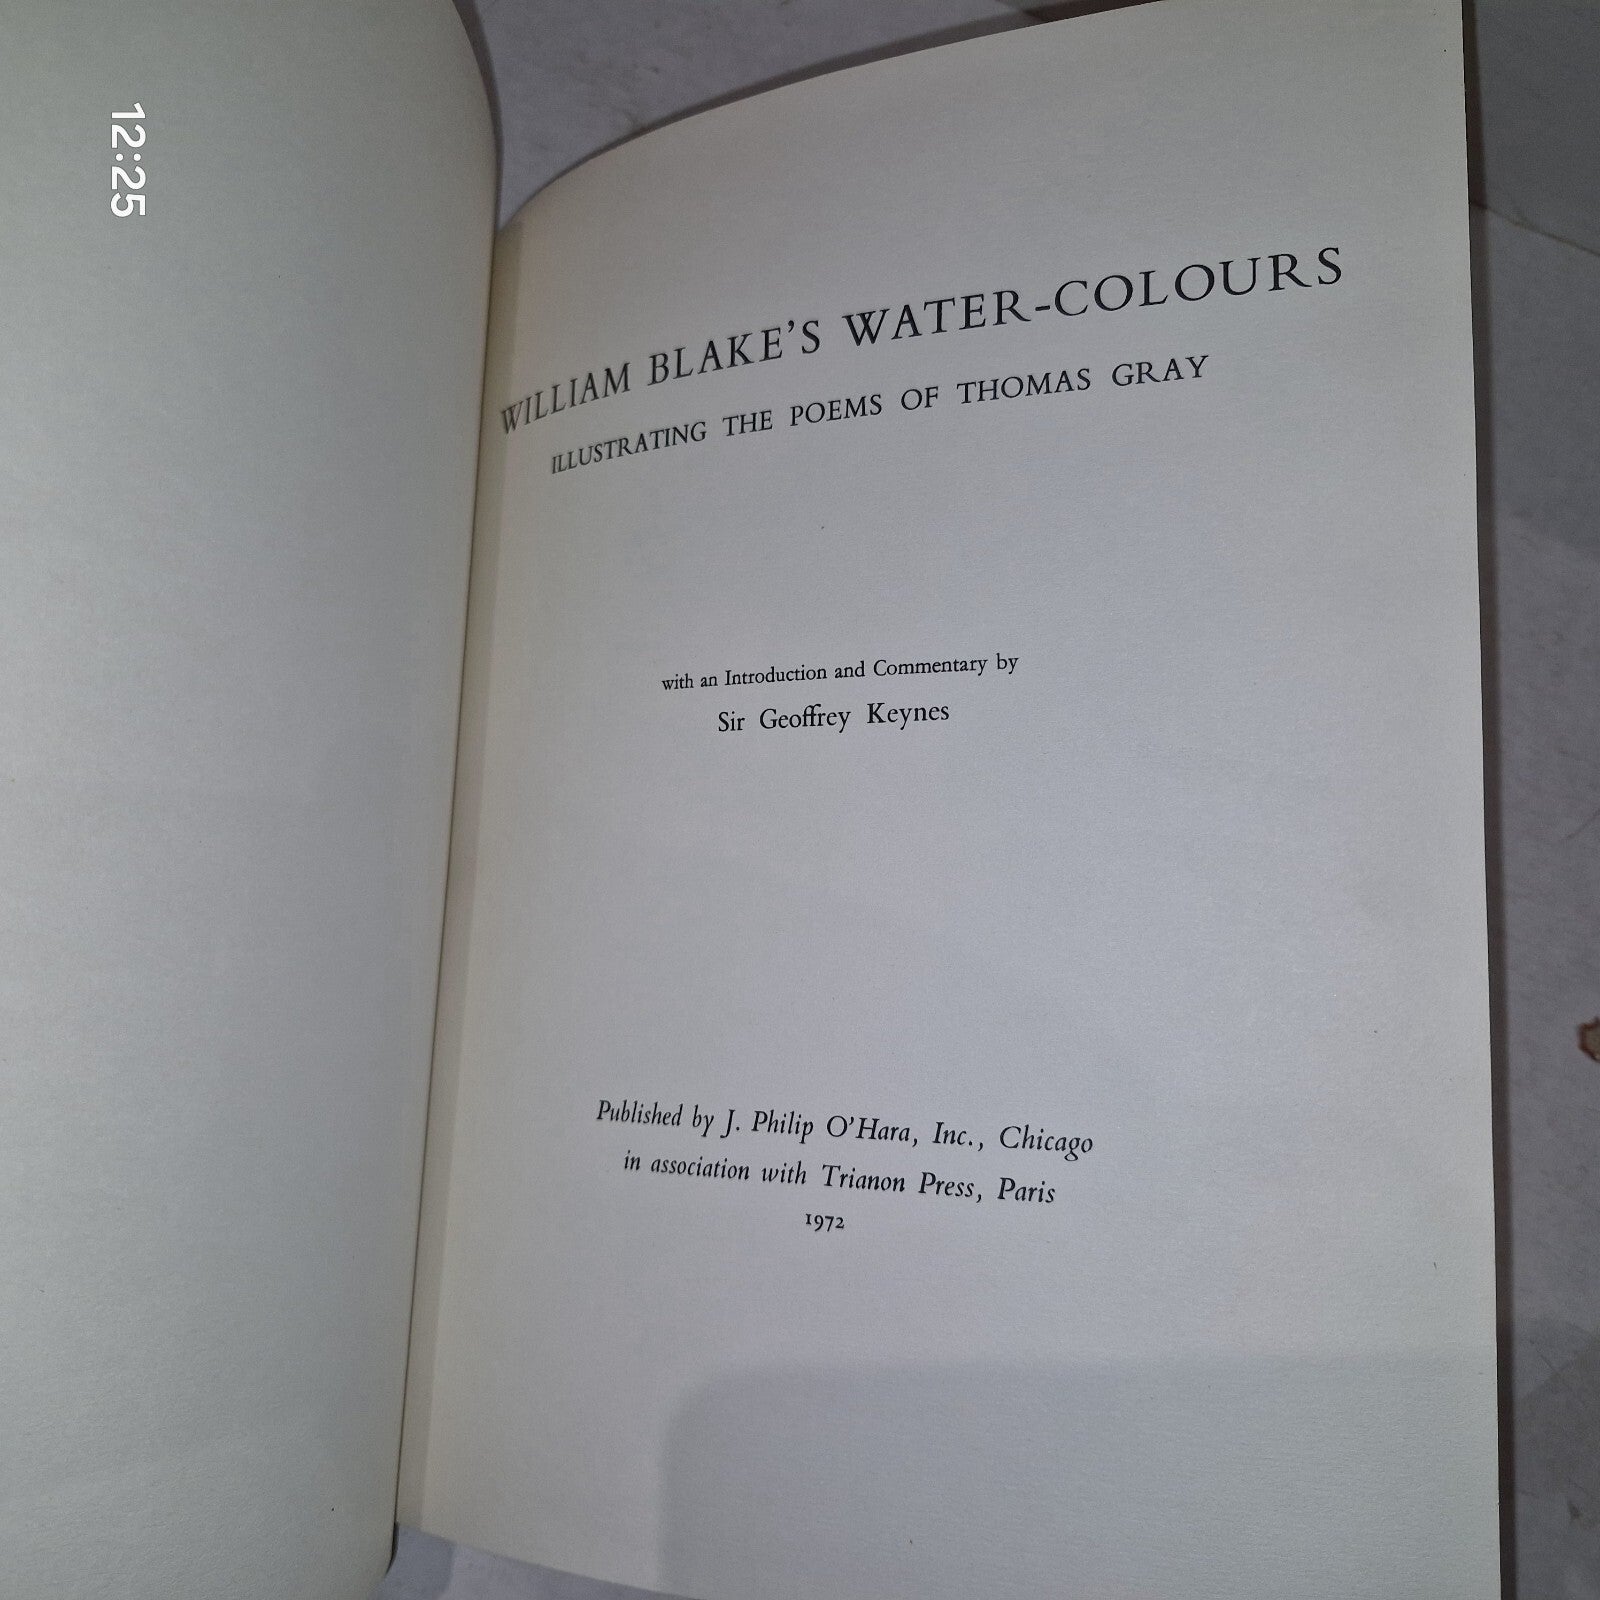 12:25
WILLIAM BLAKE'S WATER-COLOURS
ILLUSTRATING THE POEMS OF THOMAS GRAY
with an Introduction and Commentary by
Sir Geoffrey Keynes
Published by J. Philip O'Hara, Inc., Chicago
in association with Trianon Press, Paris
1972